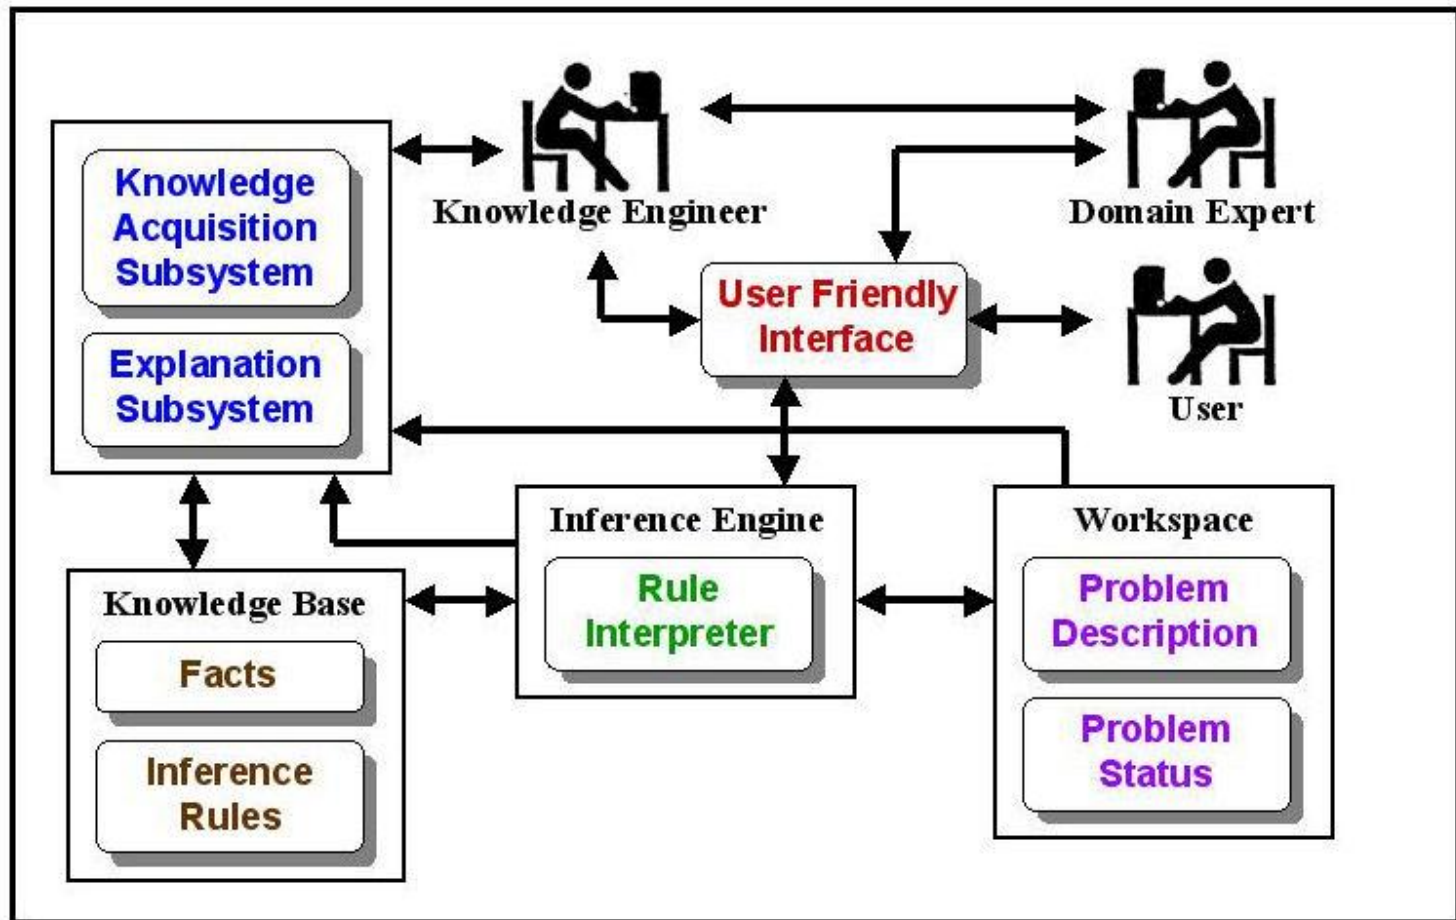 Knowledge
Acquisition
Subsystem
Explanation
Subsystem
Knowledge Engineer
Domain Expert
User Friendly
Interface
User
Inference Engine
Rule
Interpreter
Workspace
Problem
Description
Problem
Status
Knowledge Base
Facts
Inference
Rules